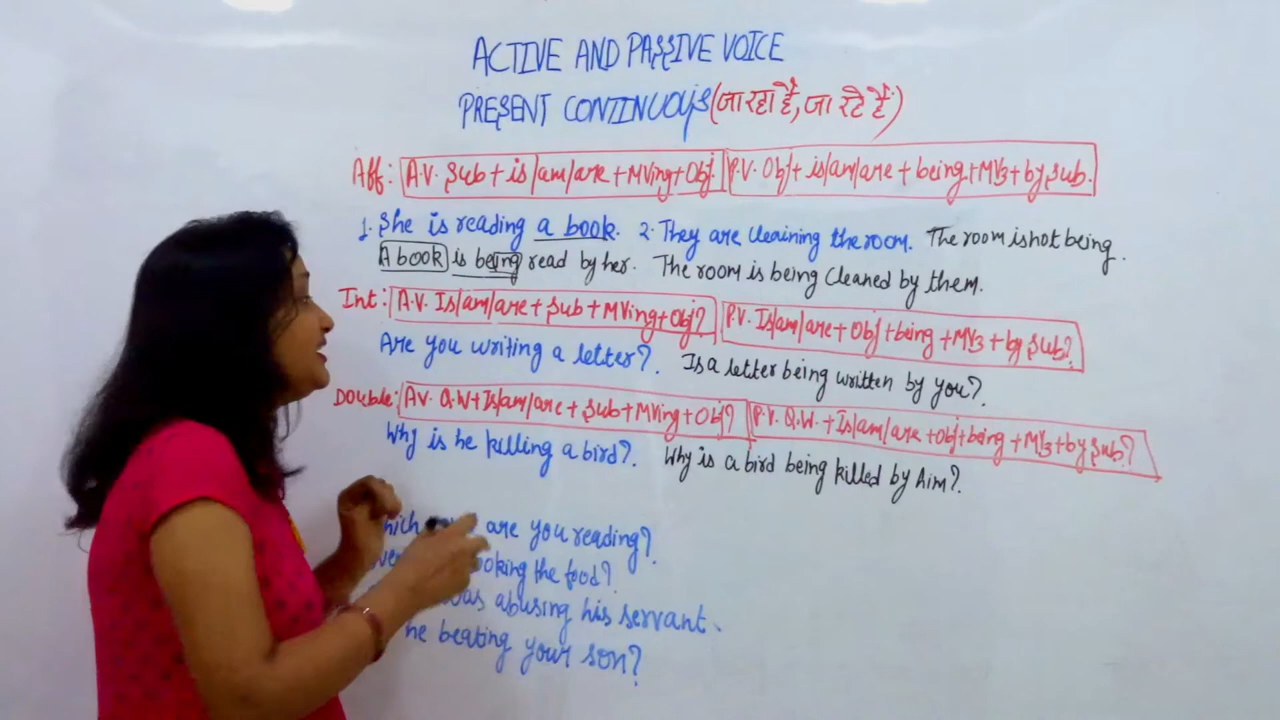 ACTIVE AND PASSIVE VOICE
PRESENT CONTINUOUS (जा रहा है, जा रहे हैं)
Aff: A.V. Sub + is/am/are + MVing + Obj. P.V. Obj + is/am/are + being + MV3 + by sub.
1. She is reading a book. 2. They are cleaining the room. The room is not being.
A book is being read by her. The room is being cleaned by them.
Int: A.V. Is/am/are + Sub + MVing + Obj? P.V. Is/am/are + Obj + being + MV3 + by Sub?
Are you writing a letter? Is a letter being written by you?
Double: A.V. Q.W + Is/am/are + Sub + MVing + Obj? P.V. Q.W. + Is/am/are + Obj + being + MV3 + by Sub?
Why is he killing a bird? Why is a bird being killed by Aim?
are you reading?
the food?
abusing his servant.
he beating your son?